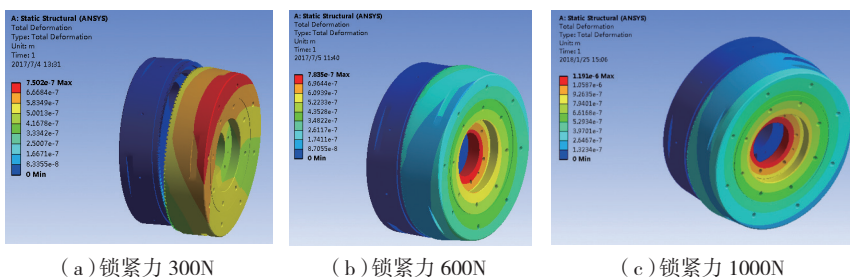 A: Static Structural (ANSYS)
Total Deformation
Type: Total Deformation
Unit: m
Time: 1
2017/7/4 13:31
7.502e-7 Max
6.6684e-7
5.8349e-7
5.0013e-7
4.1678e-7
3.3342e-7
2.5007e-7
1.6671e-7
8.3355e-8
0 Min
A: Static Structural (ANSYS)
Total Deformation
Type: Total Deformation
Unit: m
Time: 1
2017/7/5 11:40
7.835e-7 Max
6.9644e-7
6.0939e-7
5.2233e-7
4.3528e-7
3.4822e-7
2.6117e-7
1.7411e-7
8.7055e-8
0 Min
A: Static Structural (ANSYS)
Total Deformation
Type: Total Deformation
Unit: m
Time: 1
2018/1/25 15:06
1.191e-6 Max
1.0587e-6
9.2635e-7
7.9401e-7
6.6168e-7
5.2934e-7
3.9701e-7
2.6467e-7
1.3234e-7
0 Min
（a）锁紧力 300N
（b）锁紧力 600N
（c）锁紧力 1000N